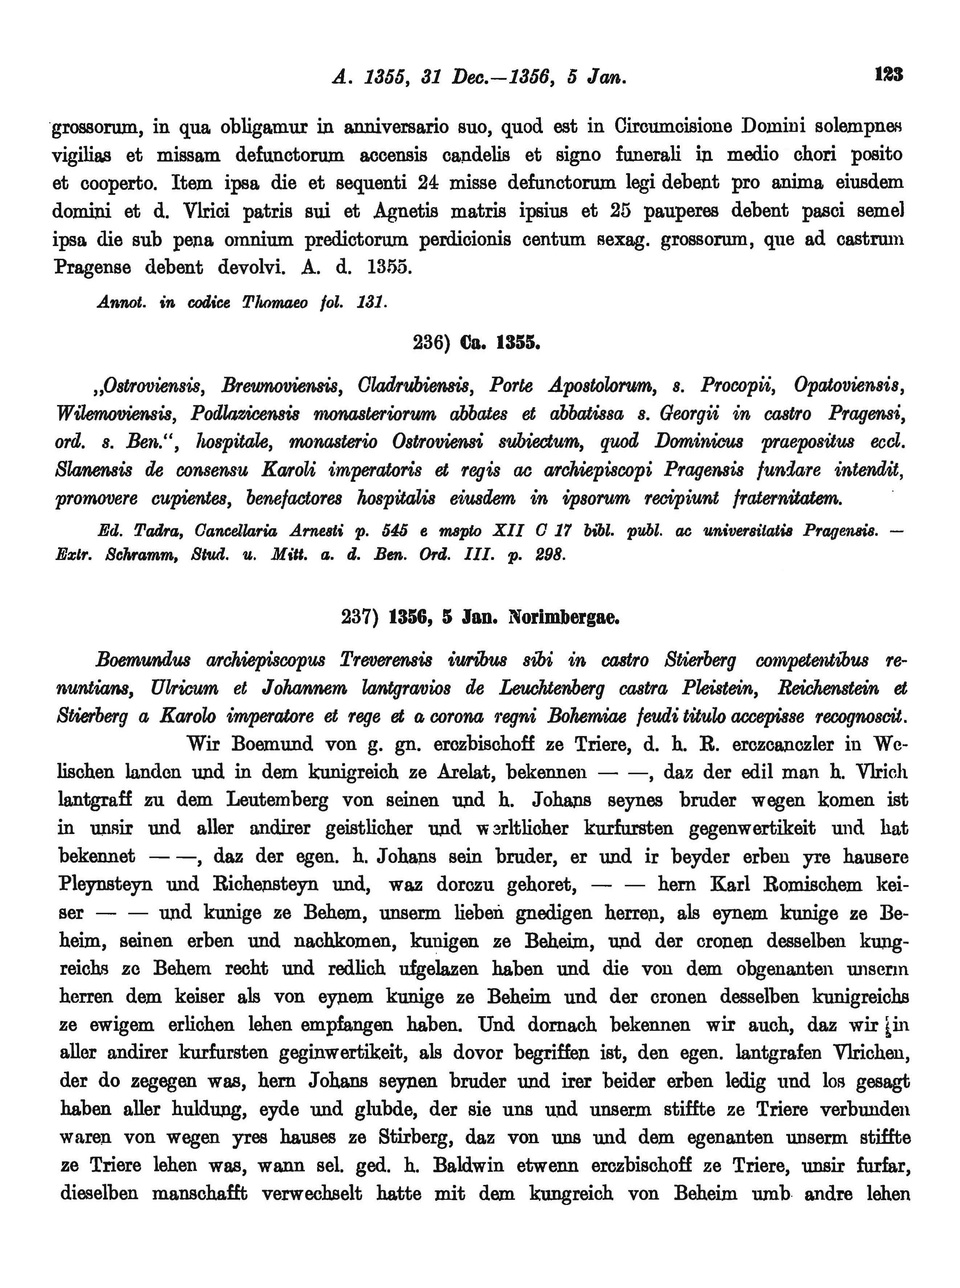 A. 1355, 31 Dec.—1356, 5 Jan. 123
grossorum, in qua obligamur in anniversario suo, quod est in Circumcisione Domini solempnes
vigilias et missam defunctorum accensis candelis et signo funerali in medio chori posito
et cooperto. Item ipsa die et sequenti 24 misse defunctorum legi debent pro anima eiusdem
domini et d. Vlrici patris sui et Agnetis matris ipsius et 25 pauperes debent pasci semel
ipsa die sub pena omnium predictorum perdicionis centum sexag. grossorum, que ad castrum
Pragense debent devolvi. A. d. 1355.
Annot. in codice Thomaeo fol. 131.
236) Ca. 1355.
„Ostroviensis, Brewnoviensis, Cladrubiensis, Porte Apostolorum, s. Procopii, Opatoviensis,
Wilemoviensis, Podlazicensis monasteriorum abbates et abbatissa s. Georgii in castro Pragensi,
ord. s. Ben.“, hospitale, monasterio Ostroviensi subiectum, quod Dominicus praepositus eccl.
Slanensis de consensu Karoli imperatoris et regis ac archiepiscopi Pragensis fundare intendit,
promovere cupientes, benefactores hospitalis eiusdem in ipsorum recipiunt fraternitatem.
Ed. Tadra, Cancellaria Arnesti p. 545 e mspto XII C 17 bibl. publ. ac universitatis Pragensis. —
Extr. Schramm, Stud. u. Mitt. a. d. Ben. Ord. III. p. 298.
237) 1356, 5 Jan. Norimbergae.
Boemundus archiepiscopus Treverensis iuribus sibi in castro Stierberg competentibus re-
nuntians, Ulricum et Johannem lantgravios de Leuchtenberg castra Pleistein, Reichenstein et
Stierberg a Karolo imperatore et rege et a corona regni Bohemiae feudi titulo accepisse recognoscit.
Wir Boemund von g. gn. erczbischoff ze Triere, d. h. R. erczcanczler in We-
lischen landen und in dem kunigreich ze Arelat, bekennen — —, daz der edil man h. Vlrich
lantgraff zu dem Leutemberg von seinen und h. Johans seynes bruder wegen komen ist
in unsir und aller andirer geistlicher und werltlicher kurfursten gegenwertikeit und hat
bekennet — —, daz der egen. h. Johans sein bruder, er und ir beyder erben yre hausere
Pleynsteyn und Richensteyn und, waz dorczu gehoret, — — hern Karl Romischem kei-
ser — — und kunige ze Behem, unserm lieben gnedigen herren, als eynem kunige ze Be-
heim, seinen erben und nachkomen, kunigen ze Beheim, und der cronen desselben kung-
reichs ze Behem recht und redlich ufgelazen haben und die von dem obgenanten unserm
herren dem keiser als von eynem kunige ze Beheim und der cronen desselben kunigreichs
ze ewigem erlichen lehen empfangen haben. Und dornach bekennen wir auch, daz wir in
aller andirer kurfursten geginwertikeit, als dovor begriffen ist, den egen. lantgrafen Vlrichen,
der do zegegen was, hern Johans seynen bruder und irer beider erben ledig und los gesagt
haben aller huldung, eyde und glubde, der sie uns und unserm stiffte ze Triere verbunden
waren von wegen yres hauses ze Stirberg, daz von uns und dem egenanten unserm stiffte
ze Triere lehen was, wann sel. ged. h. Baldwin etwenn erczbischoff ze Triere, unsir furfar,
dieselben manschafft verwechselt hatte mit dem kungreich von Beheim umb andre lehen